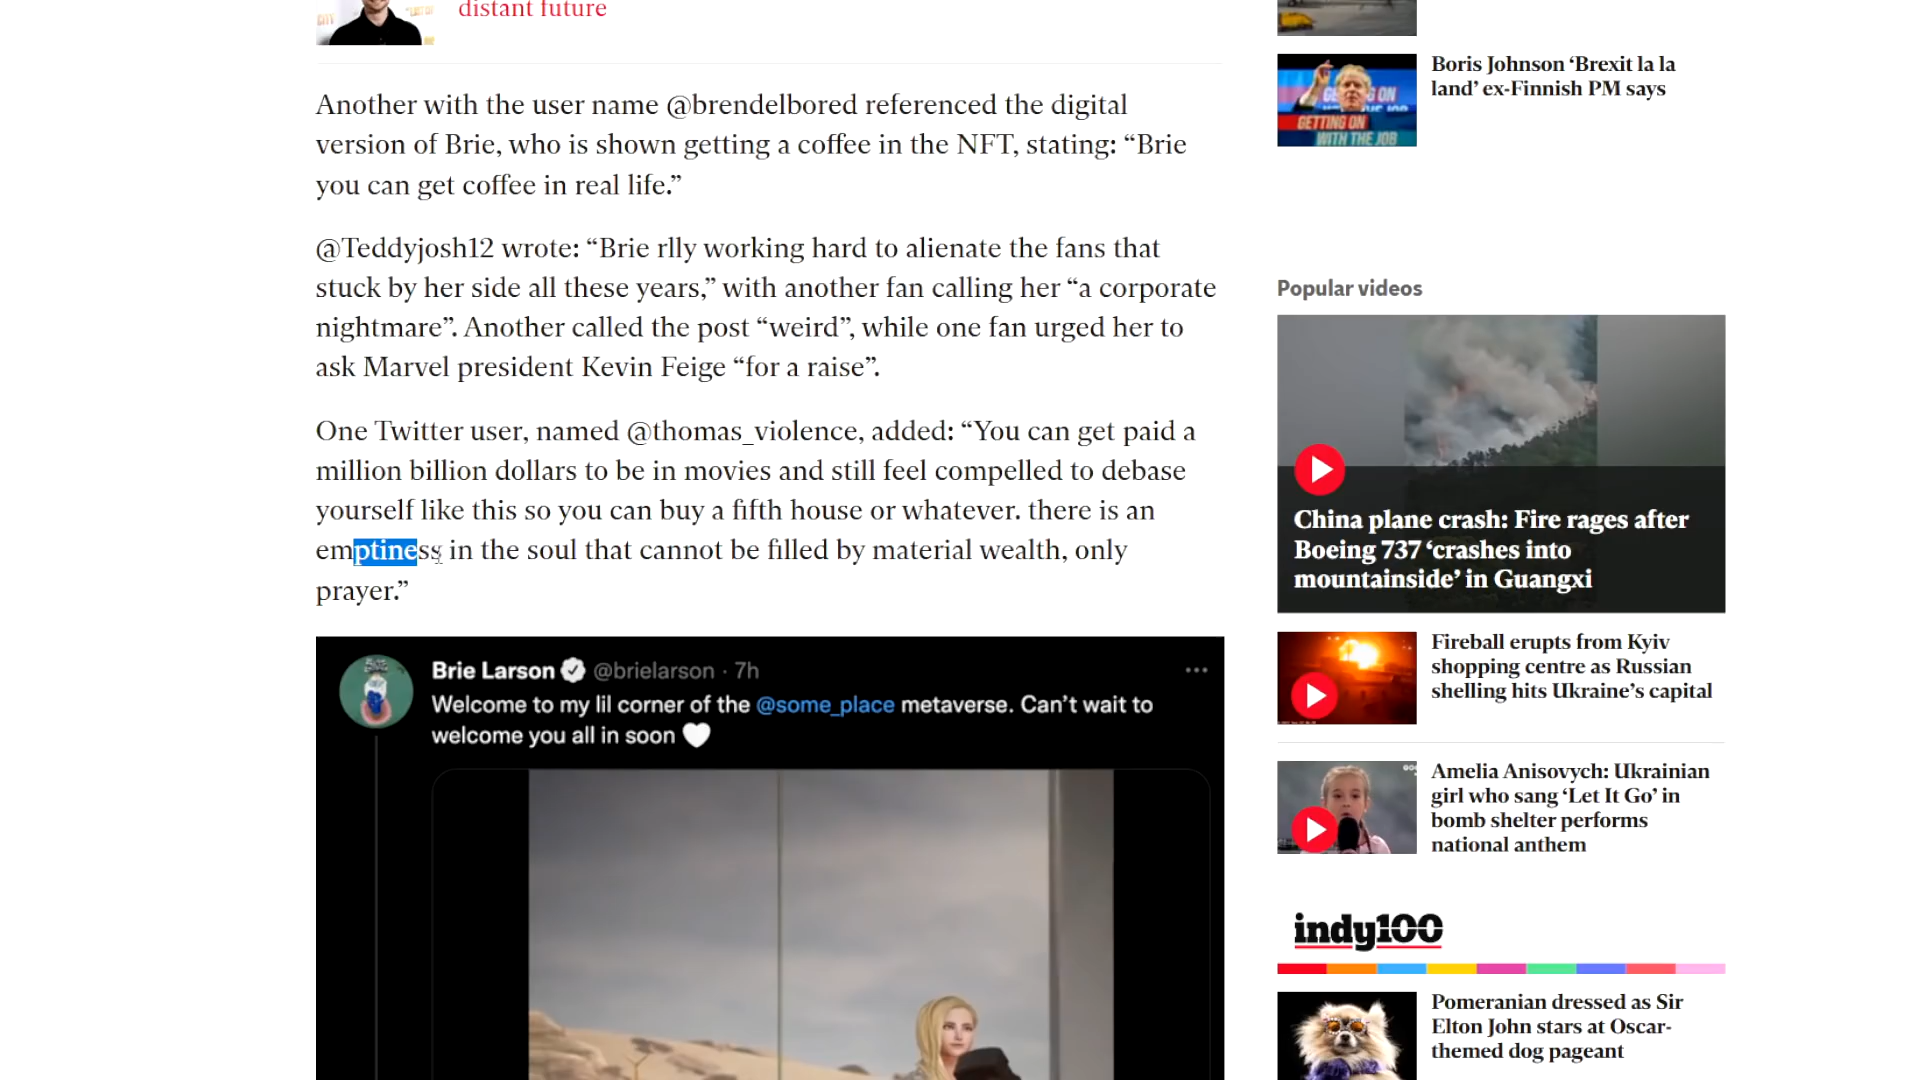 distant future
Another with the user name @brendelbored referenced the digital
version of Brie, who is shown getting a coffee in the NFT, stating: “Brie
you can get coffee in real life.”
@Teddyjosh12 wrote: “Brie rlly working hard to alienate the fans that
stuck by her side all these years,” with another fan calling her “a corporate
nightmare”. Another called the post “weird”, while one fan urged her to
ask Marvel president Kevin Feige “for a raise”.
One Twitter user, named @thomas_violence, added: “You can get paid a
million billion dollars to be in movies and still feel compelled to debase
yourself like this so you can buy a fifth house or whatever. there is an
emptiness in the soul that cannot be filled by material wealth, only
prayer.”
Brie Larson @brielarson · 7h
Welcome to my lil corner of the @some_place metaverse. Can’t wait to
welcome you all in soon
Boris Johnson ‘Brexit la la
land’ ex-Finnish PM says
GETTING ON
WITH THE JOB
Popular videos
China plane crash: Fire rages after
Boeing 737 ‘crashes into
mountainside’ in Guangxi
Fireball erupts from Kyiv
shopping centre as Russian
shelling hits Ukraine’s capital
Amelia Anisovych: Ukrainian
girl who sang ‘Let It Go’ in
bomb shelter performs
national anthem
indy100
Pomeranian dressed as Sir
Elton John stars at Oscar-
themed dog pageant